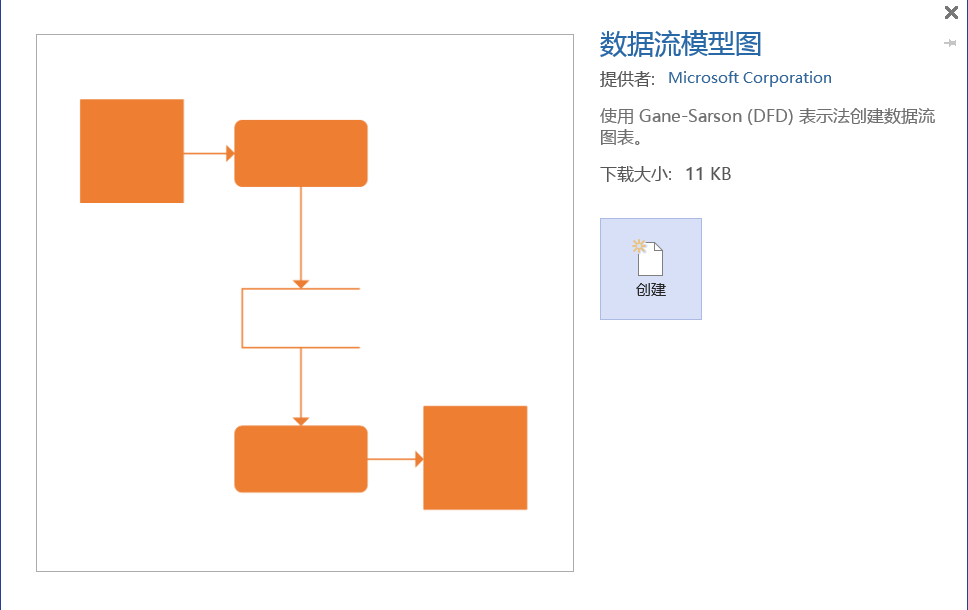 数据流模型图
提供者: Microsoft Corporation
使用 Gane-Sarson (DFD) 表示法创建数据流
图表。
下载大小: 11 KB
创建